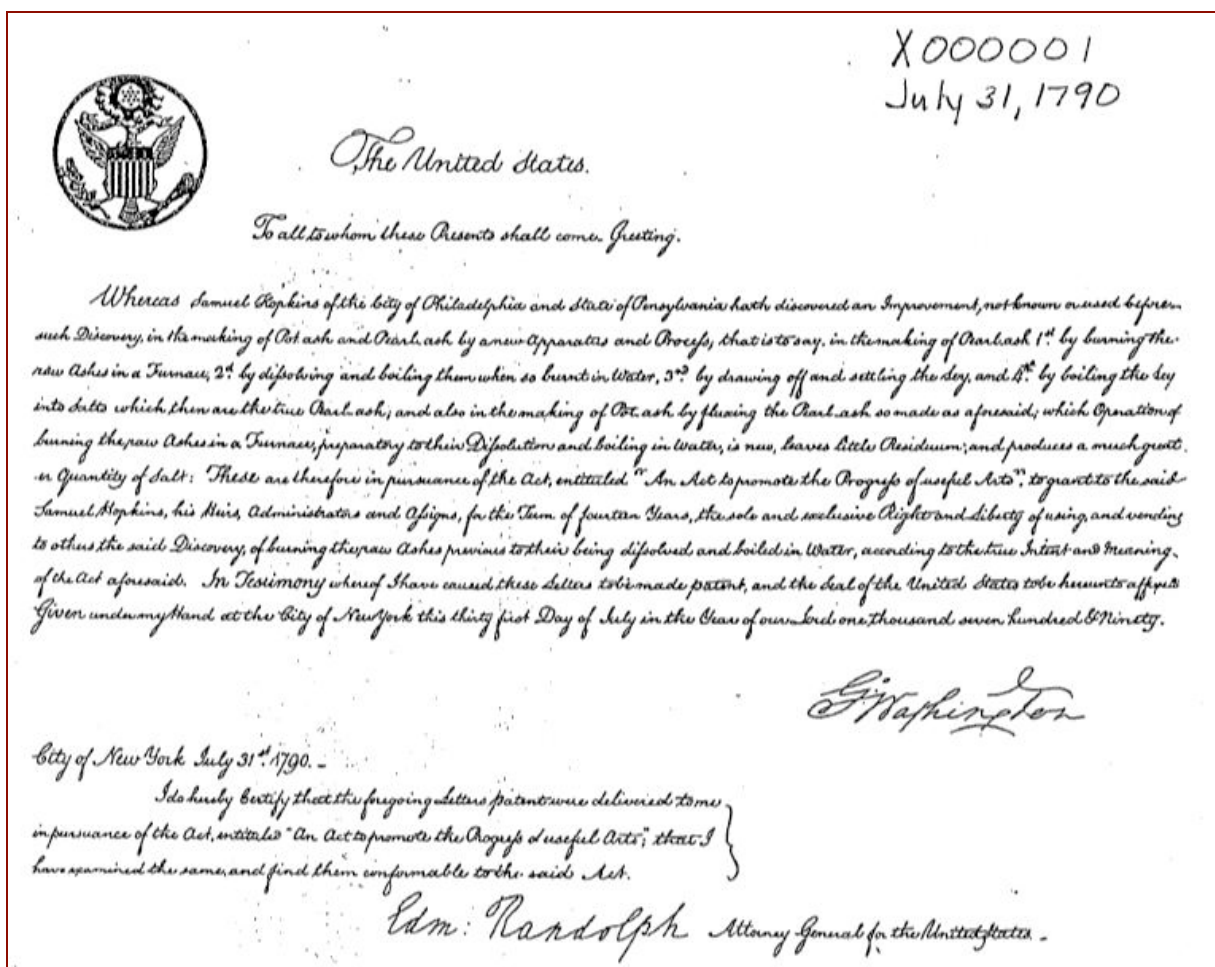 X000001
July 31, 1790
The United States.
To all to whom these Presents shall come. Greeting.
Whereas Samuel Hopkins of the City of Philadelphia and State of Pensylvania hath discovered an Improvement, not known or used before
such Discovery, in the making of Pot ash and Pearl ash by a new Apparatus and Process; that is to say, in the making of Pearl ash 1st. by burning the
raw Ashes in a Furnace, 2d. by dissolving and boiling them when so burnt in Water, 3rd. by drawing off and settling the Ley, and 4th. by boiling the Ley
into Salts which then are the true Pearl ash; and also in the making of Pot ash by fluxing the Pearl ash so made as aforesaid; which Operation of
burning the raw Ashes in a Furnace, preparatory to their Dissolution and boiling in Water, is new, leaves little Residuum; and produces a much great
er Quantity of Salt: These are therefore in pursuance of the Act, entituled "An Act to promote the Progress of useful Arts", to grant to the said
Samuel Hopkins, his Heirs, Administrators and Assigns, for the Term of fourteen Years, the sole and exclusive Right and Liberty of using, and vending
to others the said Discovery, of burning the raw Ashes previous to their being dissolved and boiled in Water, according to the true Intent and Meaning
of the Act aforesaid. In Testimony whereof I have caused these Letters to be made patent, and the Seal of the United States to be hereunto affixed
Given under my Hand at the City of New York this thirty first Day of July in the Year of our Lord one thousand seven hundred & Ninety.
G. Washington
City of New York July 31st. 1790. -
I do hereby Certify that the foregoing Letters patent were delivered to me
in pursuance of the Act, entituled "An Act to promote the Progress of useful Arts"; that I
have examined the same, and find them conformable to the said Act.
Edm: Randolph Attorney General for the United States. -